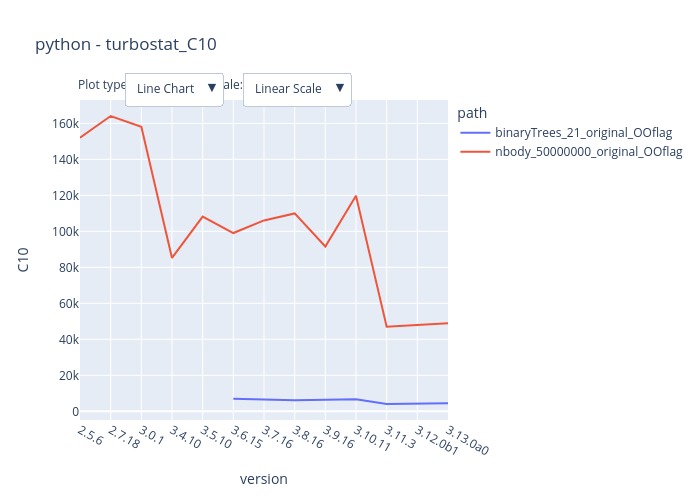 python - turbostat_C10
Plot type
Line Chart ▼
ale:
Linear Scale ▼
path
binaryTrees_21_original_OOflag
nbody_50000000_original_OOflag
C10
160k
140k
120k
100k
80k
60k
40k
20k
0
2.5.6
2.7.18
3.0.1
3.4.10
3.5.10
3.6.15
3.7.16
3.8.16
3.9.16
3.10.11
3.11.3
3.12.0b1
3.13.0a0
version